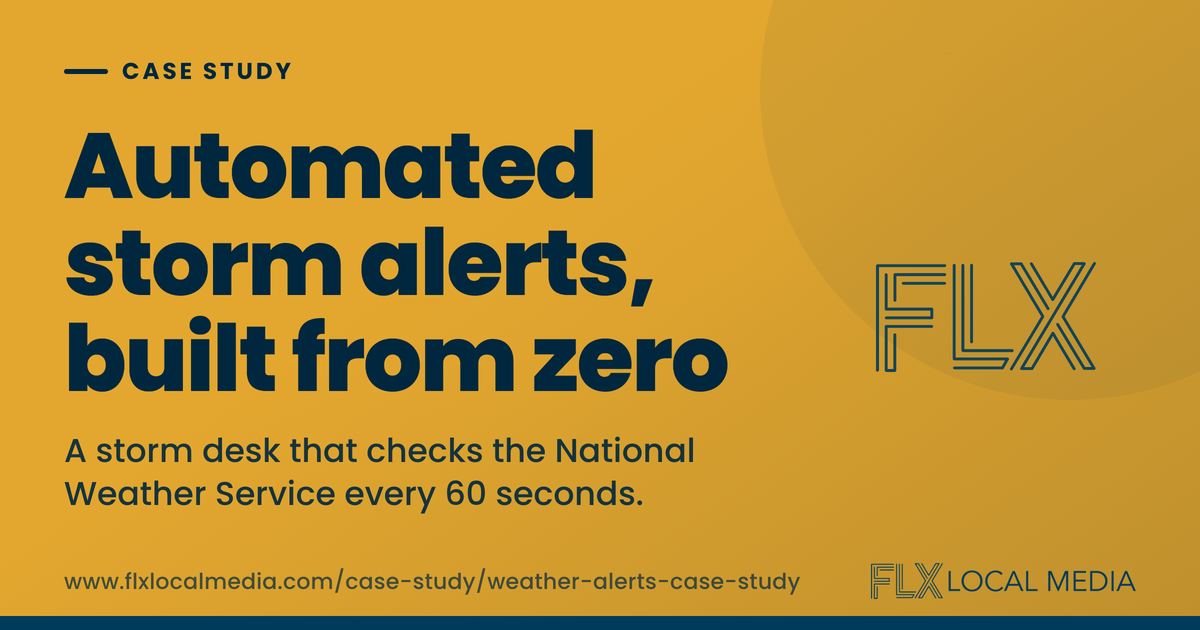 CASE STUDY
Automated
storm alerts,
built from zero
A storm desk that checks the National
Weather Service every 60 seconds.
FLX
www.flxlocalmedia.com/case-study/weather-alerts-case-study
FLX LOCAL MEDIA